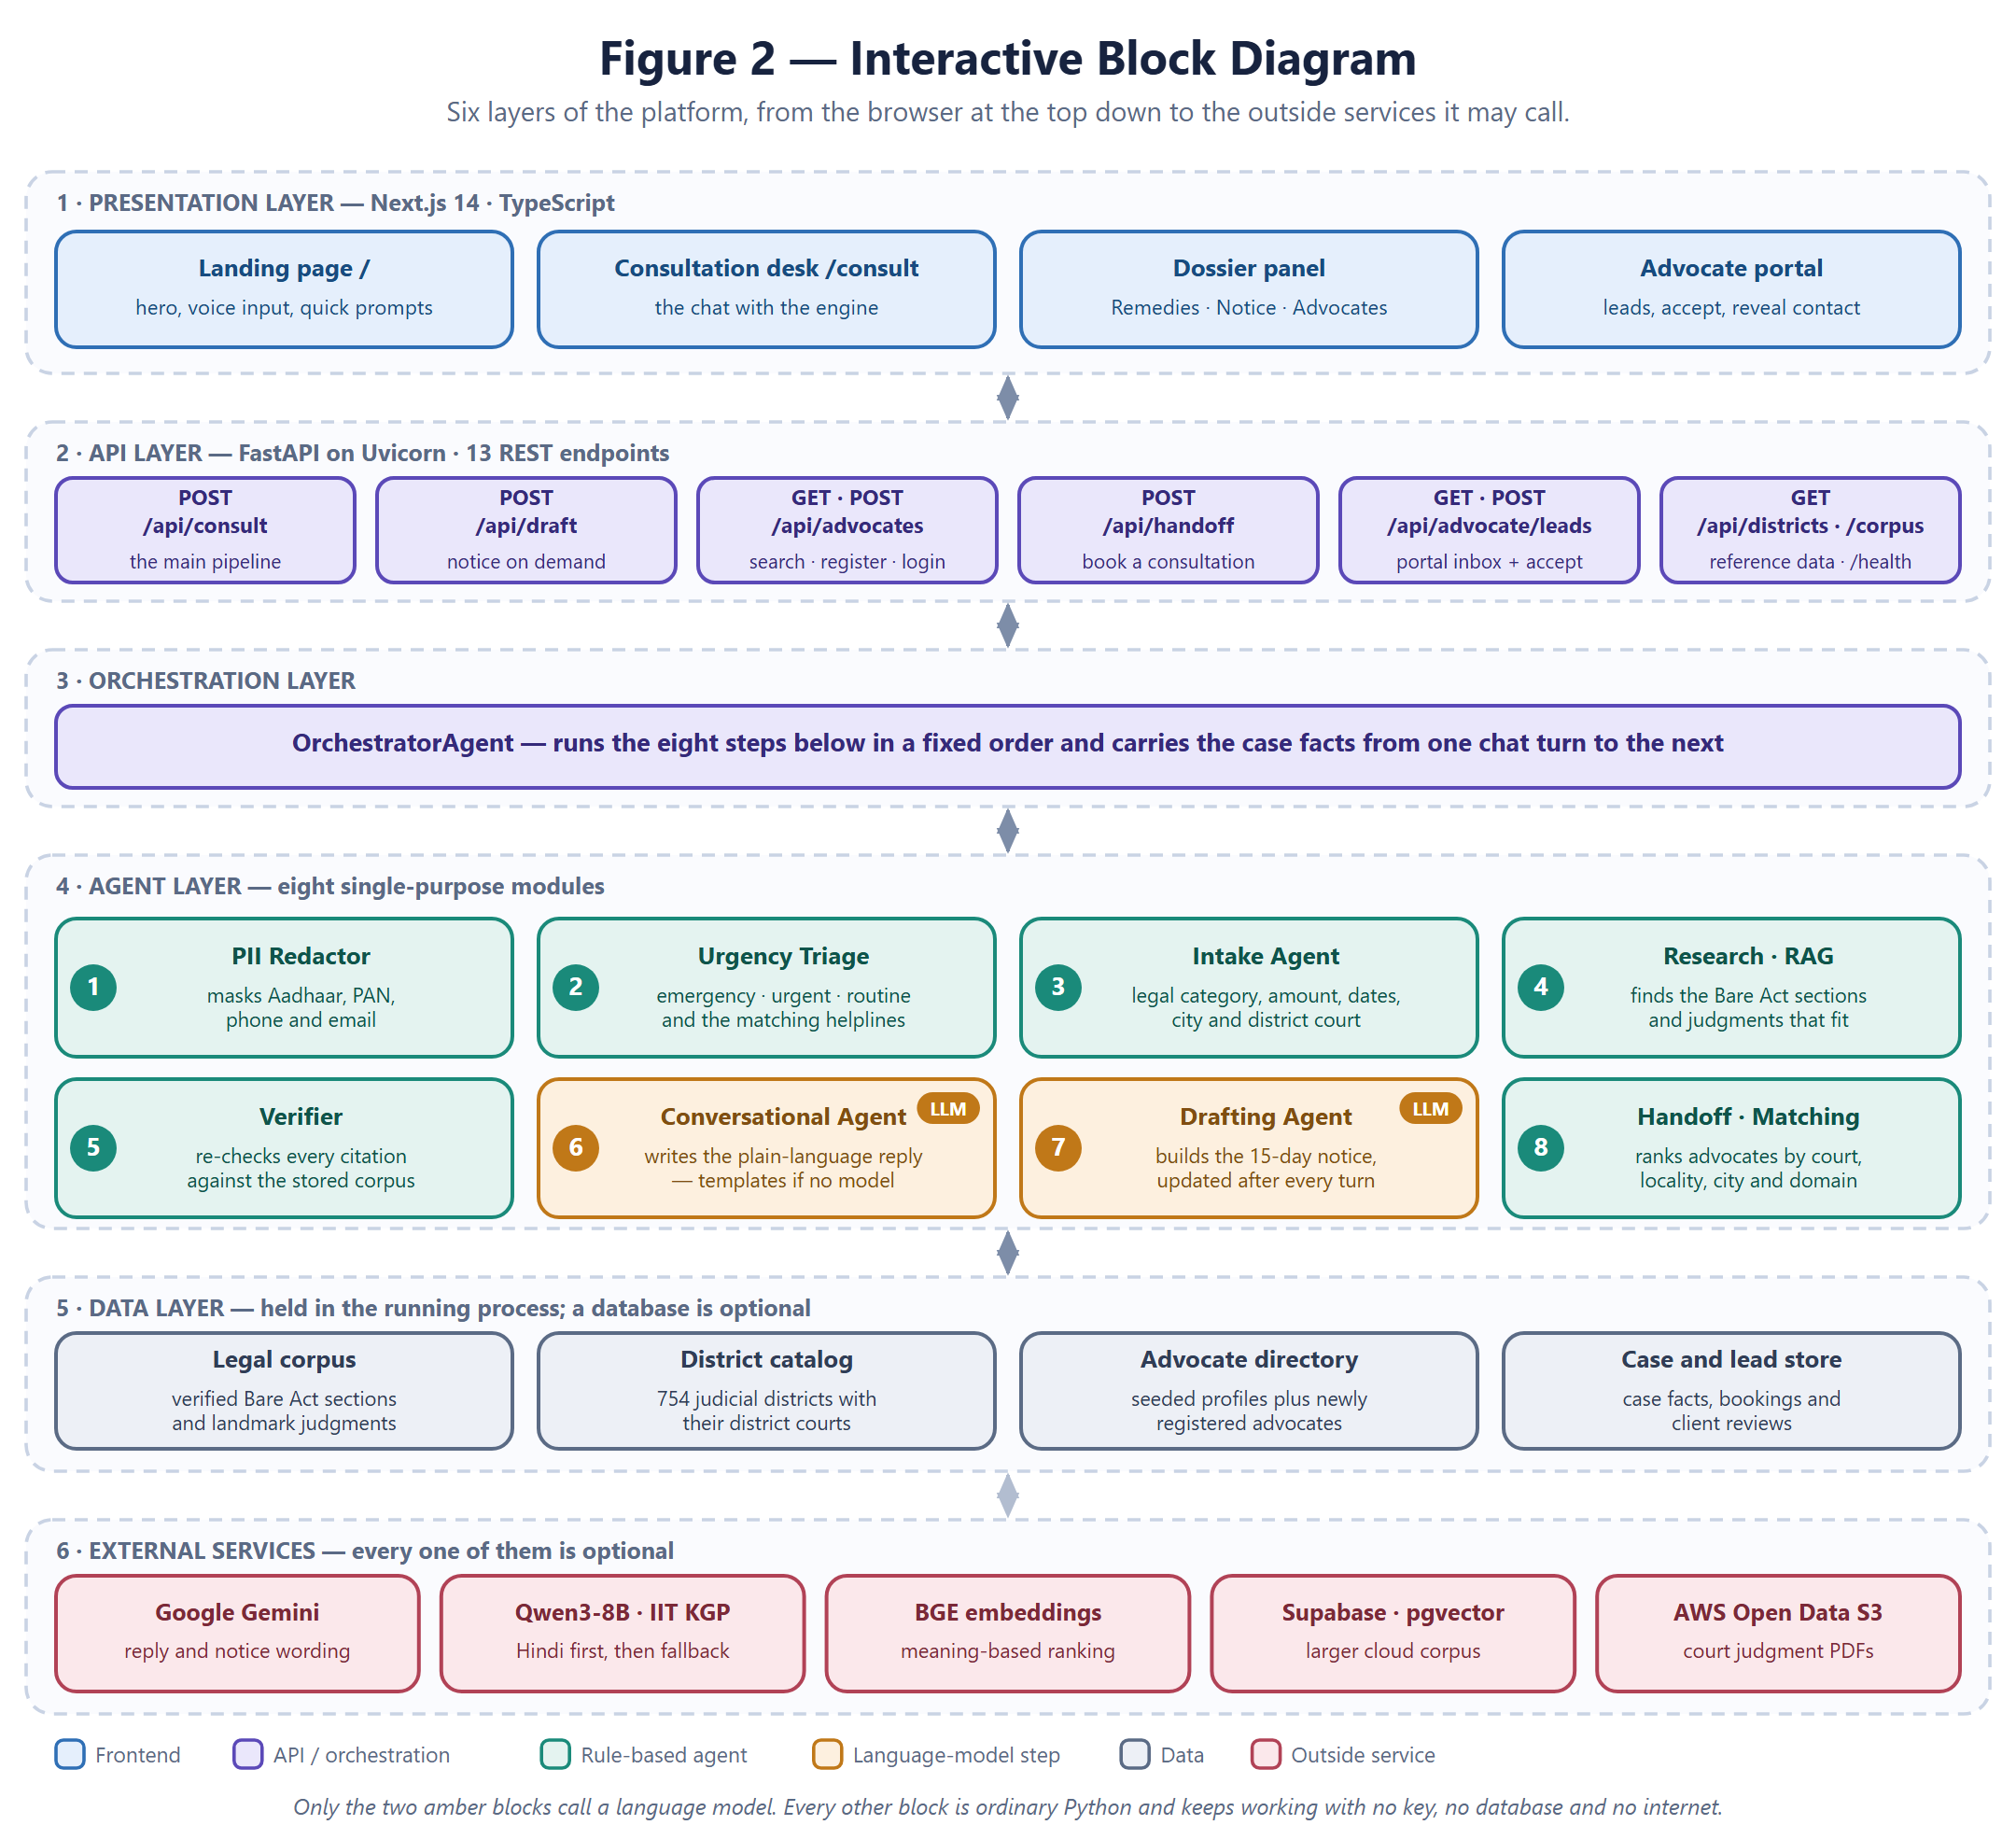 Figure 2 — Interactive Block Diagram
Six layers of the platform, from the browser at the top down to the outside services it may call.
1 · PRESENTATION LAYER — Next.js 14 · TypeScript
Landing page /
hero, voice input, quick prompts
Consultation desk /consult
the chat with the engine
Dossier panel
Remedies · Notice · Advocates
Advocate portal
leads, accept, reveal contact
2 · API LAYER — FastAPI on Uvicorn · 13 REST endpoints
POST
/api/consult
the main pipeline
POST
/api/draft
notice on demand
GET · POST
/api/advocates
search · register · login
POST
/api/handoff
book a consultation
GET · POST
/api/advocate/leads
portal inbox + accept
GET
/api/districts · /corpus
reference data · /health
3 · ORCHESTRATION LAYER
OrchestratorAgent — runs the eight steps below in a fixed order and carries the case facts from one chat turn to the next
4 · AGENT LAYER — eight single-purpose modules
1
PII Redactor
masks Aadhaar, PAN,
phone and email
2
Urgency Triage
emergency · urgent · routine
and the matching helplines
3
Intake Agent
legal category, amount, dates,
city and district court
4
Research · RAG
finds the Bare Act sections
and judgments that fit
5
Verifier
re-checks every citation
against the stored corpus
6
Conversational Agent
LLM
writes the plain-language reply
— templates if no model
7
Drafting Agent
LLM
builds the 15-day notice,
updated after every turn
8
Handoff · Matching
ranks advocates by court,
locality, city and domain
5 · DATA LAYER — held in the running process; a database is optional
Legal corpus
verified Bare Act sections
and landmark judgments
District catalog
754 judicial districts with
their district courts
Advocate directory
seeded profiles plus newly
registered advocates
Case and lead store
case facts, bookings and
client reviews
6 · EXTERNAL SERVICES — every one of them is optional
Google Gemini
reply and notice wording
Qwen3-8B · IIT KGP
Hindi first, then fallback
BGE embeddings
meaning-based ranking
Supabase · pgvector
larger cloud corpus
AWS Open Data S3
court judgment PDFs
Frontend
API / orchestration
Rule-based agent
Language-model step
Data
Outside service
Only the two amber blocks call a language model. Every other block is ordinary Python and keeps working with no key, no database and no internet.